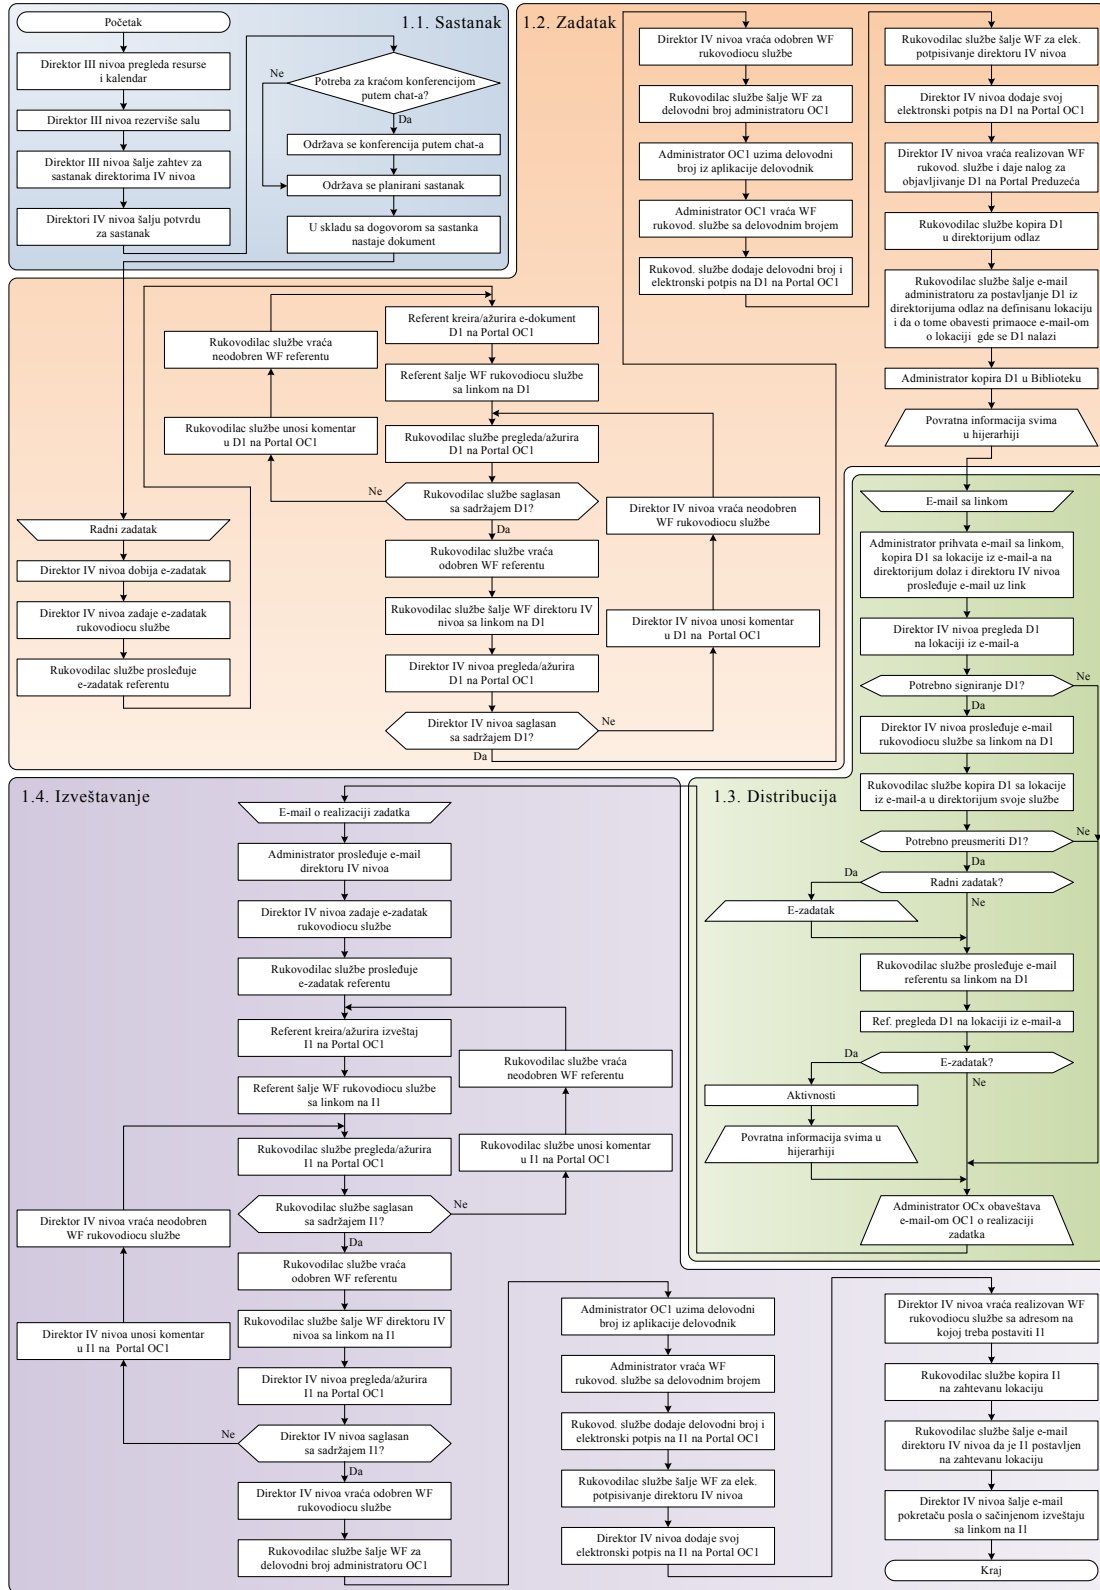 1.1. Sastanak
Početak
Direktor III nivoa pregleda resurse
i kalendar
Direktor III nivoa rezerviše salu
Direktor III nivoa šalje zahtev za
sastanak direktorima IV nivoa
Direktori IV nivoa šalju potvrdu
za sastanak
Ne
Potreba za kraćom konferencijom
putem chat-a?
Da
Održava se konferencija putem chat-a
Održava se planirani sastanak
U skladu sa dogovorom sa sastanka
nastaje dokument
1.2. Zadatak
Radni zadatak
Direktor IV nivoa dobija e-zadatak
Direktor IV nivoa zadaje e-zadatak
rukovodiocu službe
Rukovodilac službe prosleđuje
e-zadatak referentu
Referent kreira/ažurira e-dokument
D1 na Portal OC1
Referent šalje WF rukovodiocu službe
sa linkom na D1
Rukovodilac službe pregleda/ažurira
D1 na Portal OC1
Rukovodilac službe saglasan
sa sadržajem D1?
Ne
Rukovodilac službe unosi komentar
u D1 na Portal OC1
Rukovodilac službe vraća
neodobren WF referentu
Da
Rukovodilac službe vraća
odobren WF referentu
Rukovodilac službe šalje WF direktoru IV
nivoa sa linkom na D1
Direktor IV nivoa pregleda/ažurira
D1 na Portal OC1
Direktor IV nivoa saglasan
sa sadržajem D1?
Ne
Direktor IV nivoa unosi komentar
u D1 na  Portal OC1
Direktor IV nivoa vraća neodobren
WF rukovodiocu službe
Da
Direktor IV nivoa vraća odobren WF
rukovodiocu službe
Rukovodilac službe šalje WF za
delovodni broj administratoru OC1
Administrator OC1 uzima delovodni
broj iz aplikacije delovodnik
Administrator OC1 vraća WF
rukovod. službe sa delovodnim brojem
Rukovod. službe dodaje delovodni broj i
elektronski potpis na D1 na Portal OC1
Rukovodilac službe šalje WF za elek.
potpisivanje direktoru IV nivoa
Direktor IV nivoa dodaje svoj
elektronski potpis na D1 na Portal OC1
Direktor IV nivoa vraća realizovan WF
rukovod. službe i daje nalog za
objavljivanje D1 na Portal Preduzeća
Rukovodilac službe kopira D1
u direktorijum odlaz
Rukovodilac službe šalje e-mail
administratoru za postavljanje D1 iz
direktorijuma odlaz na definisanu lokaciju
i da o tome obavesti primaoce e-mail-om
o lokaciji  gde se D1 nalazi
Administrator kopira D1 u Biblioteku
Povratna informacija svima
u hijerarhiji
1.3. Distribucija
E-mail sa linkom
Administrator prihvata e-mail sa linkom,
kopira D1 sa lokacije iz e-mail-a na
direktorijum dolaz i direktoru IV nivoa
prosleđuje e-mail uz link
Direktor IV nivoa pregleda D1
na lokaciji iz e-mail-a
Potrebno signiranje D1?
Ne
Da
Direktor IV nivoa prosleđuje e-mail
rukovodiocu službe sa linkom na D1
Rukovodilac službe kopira D1 sa lokacije
iz e-mail-a u direktorijum svoje službe
Potrebno preusmeriti D1?
Ne
Da
Radni zadatak?
Da
E-zadatak
Ne
Rukovodilac službe prosleđuje e-mail
referentu sa linkom na D1
Ref. pregleda D1 na lokaciji iz e-mail-a
E-zadatak?
Da
Ne
Aktivnosti
Povratna informacija svima u
hijerarhiji
Administrator OCx obaveštava
e-mail-om OC1 o realizaciji
zadatka
1.4. Izveštavanje
E-mail o realizaciji zadatka
Administrator prosleđuje e-mail
direktoru IV nivoa
Direktor IV nivoa zadaje e-zadatak
rukovodiocu službe
Rukovodilac službe prosleđuje
e-zadatak referentu
Referent kreira/ažurira izveštaj
I1 na Portal OC1
Referent šalje WF rukovodiocu službe
sa linkom na I1
Rukovodilac službe pregleda/ažurira
I1 na Portal OC1
Rukovodilac službe saglasan
sa sadržajem I1?
Ne
Rukovodilac službe unosi komentar
u I1 na Portal OC1
Rukovodilac službe vraća
neodobren WF referentu
Da
Rukovodilac službe vraća
odobren WF referentu
Rukovodilac službe šalje WF direktoru IV
nivoa sa linkom na I1
Direktor IV nivoa pregleda/ažurira
I1 na Portal OC1
Direktor IV nivoa saglasan
sa sadržajem I1?
Ne
Direktor IV nivoa unosi komentar
u I1 na  Portal OC1
Direktor IV nivoa vraća neodobren
WF rukovodiocu službe
Da
Direktor IV nivoa vraća odobren WF
rukovodiocu službe
Rukovodilac službe šalje WF za
delovodni broj administratoru OC1
Administrator OC1 uzima delovodni
broj iz aplikacije delovodnik
Administrator vraća WF
rukovod. službe sa delovodnim brojem
Rukovod. službe dodaje delovodni broj i
elektronski potpis na I1 na Portal OC1
Rukovodilac službe šalje WF za elek.
potpisivanje direktoru IV nivoa
Direktor IV nivoa dodaje svoj
elektronski potpis na I1 na Portal OC1
Direktor IV nivoa vraća realizovan WF
rukovodiocu službe sa adresom na
kojoj treba postaviti I1
Rukovodilac službe kopira I1
na zahtevanu lokaciju
Rukovodilac službe šalje e-mail
direktoru IV nivoa da je I1 postavljen
na zahtevanu lokaciju
Direktor IV nivoa šalje e-mail
pokretaču posla o sačinjenom izveštaju
sa linkom na I1
Kraj